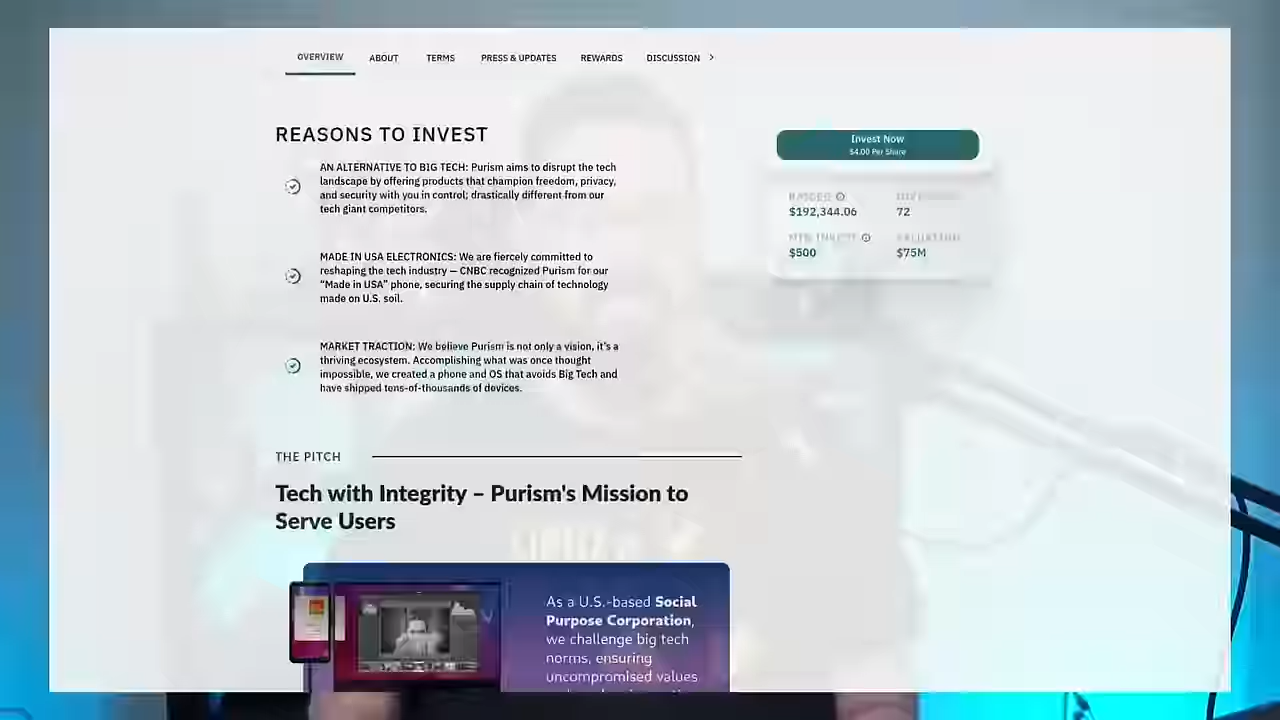 OVERVIEW ABOUT TERMS PRESS & UPDATES REWARDS DISCUSSION
REASONS TO INVEST
AN ALTERNATIVE TO BIG TECH: Purism aims to disrupt the tech
landscape by offering products that champion freedom, privacy,
and security with you in control; drastically different from our
tech giant competitors.
MADE IN USA ELECTRONICS: We are fiercely committed to
reshaping the tech industry — CNBC recognized Purism for our
“Made in USA” phone, securing the supply chain of technology
made on U.S. soil.
MARKET TRACTION: We believe Purism is not only a vision, it’s a
thriving ecosystem. Accomplishing what was once thought
impossible, we created a phone and OS that avoids Big Tech and
have shipped tens-of-thousands of devices.
Invest Now
$4.00 Per Share
RAISED
$192,344.06 72
MIN INVEST VALUATION
$500 $75M
THE PITCH
Tech with Integrity – Purism's Mission to
Serve Users
As a U.S.-based Social
Purpose Corporation,
we challenge big tech
norms, ensuring
uncompromised values